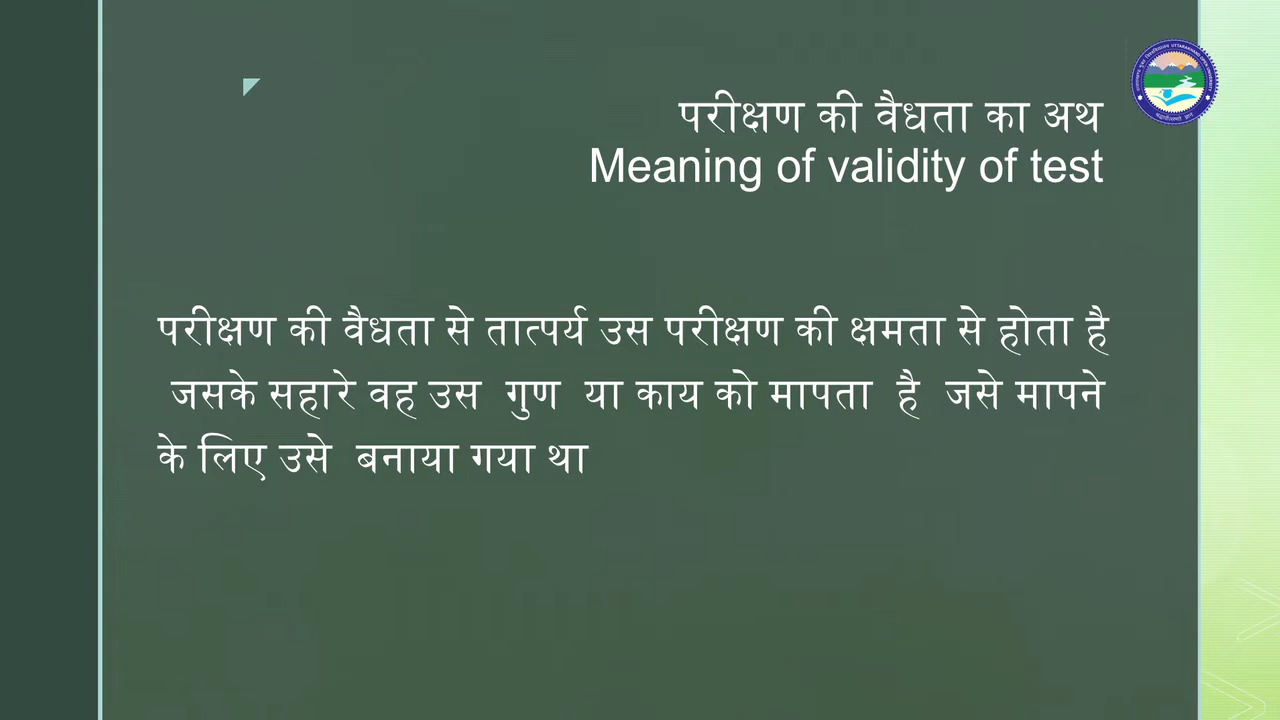 परीक्षण की वैधता का अथ
Meaning of validity of test
परीक्षण की वैधता से तात्पर्य उस परीक्षण की क्षमता से होता है
जसके सहारे वह उस गुण या काय को मापता है जसे मापने
के लिए उसे बनाया गया था